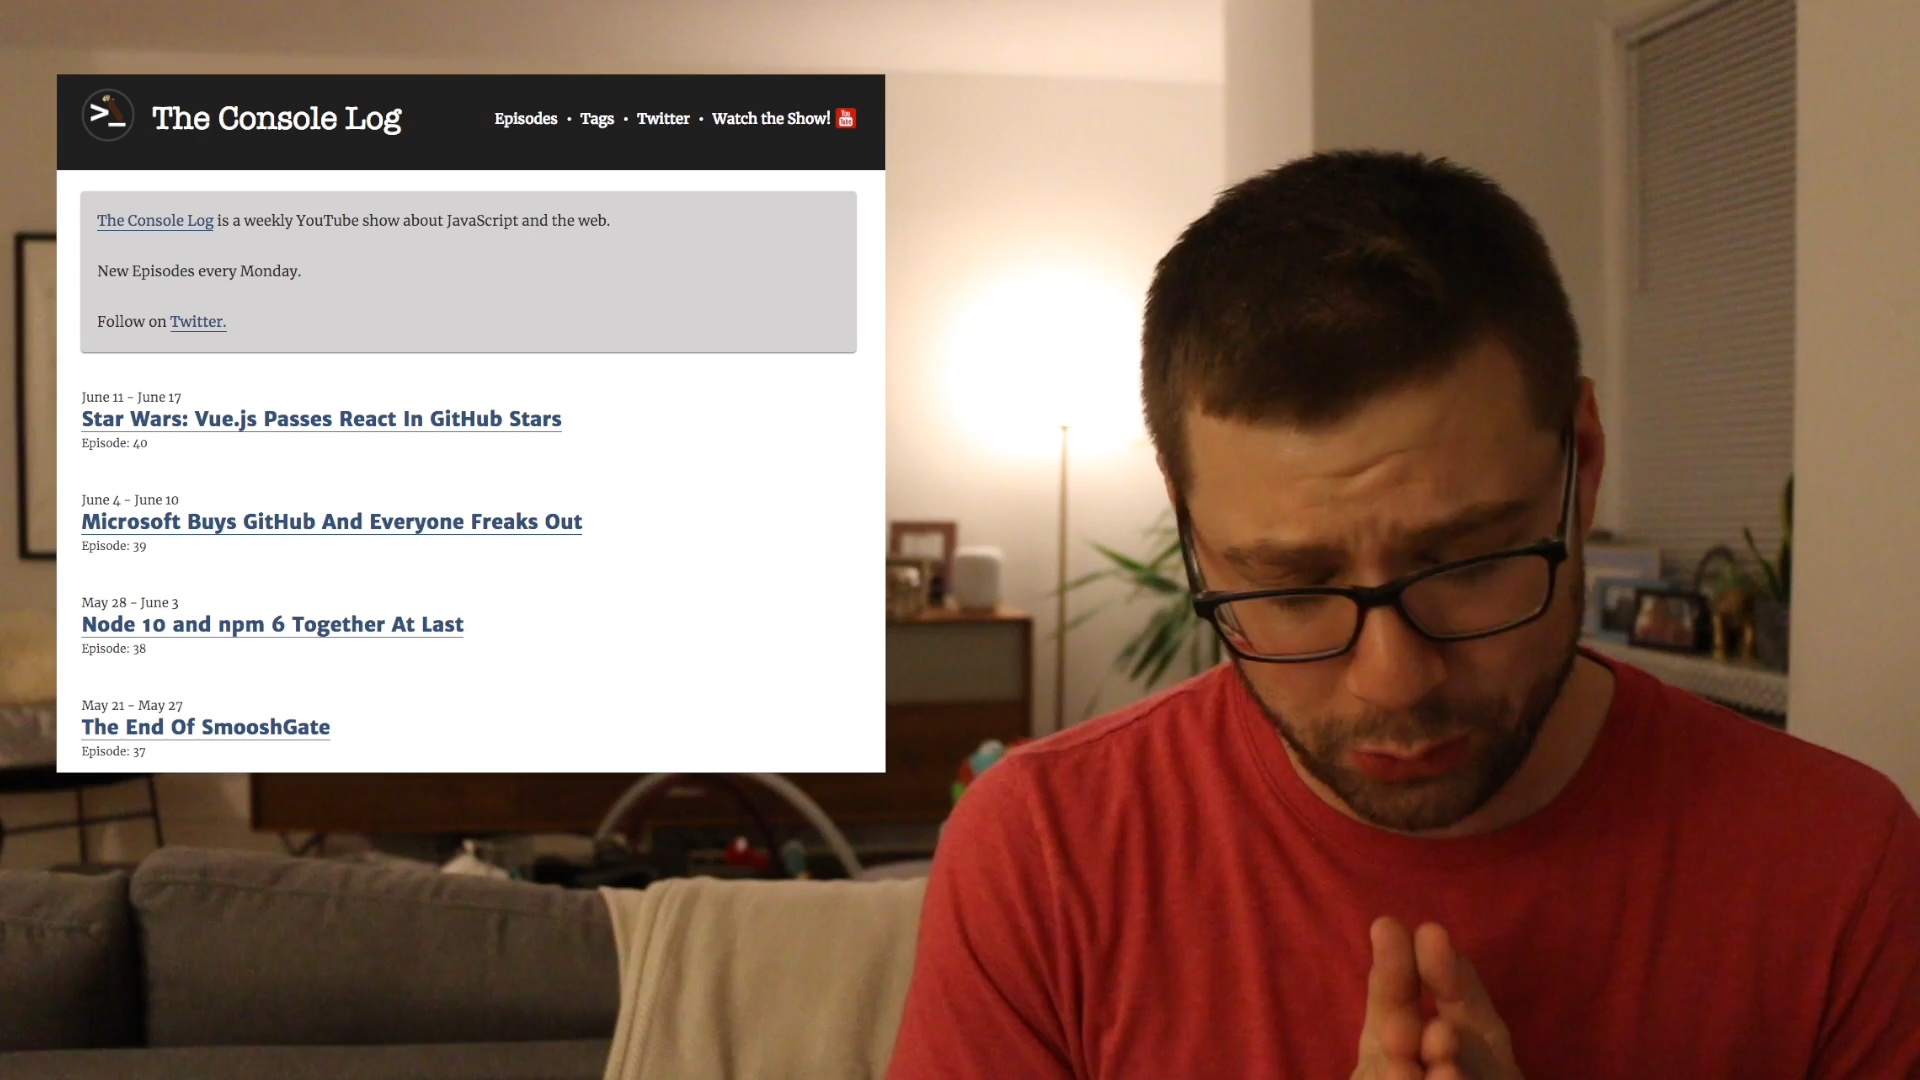 The Console Log
Episodes • Tags • Twitter • Watch the Show! You Tube
The Console Log is a weekly YouTube show about JavaScript and the web.
New Episodes every Monday.
Follow on Twitter.
June 11 - June 17
Star Wars: Vue.js Passes React In GitHub Stars
Episode: 40
June 4 - June 10
Microsoft Buys GitHub And Everyone Freaks Out
Episode: 39
May 28 - June 3
Node 10 and npm 6 Together At Last
Episode: 38
May 21 - May 27
The End Of SmooshGate
Episode: 37